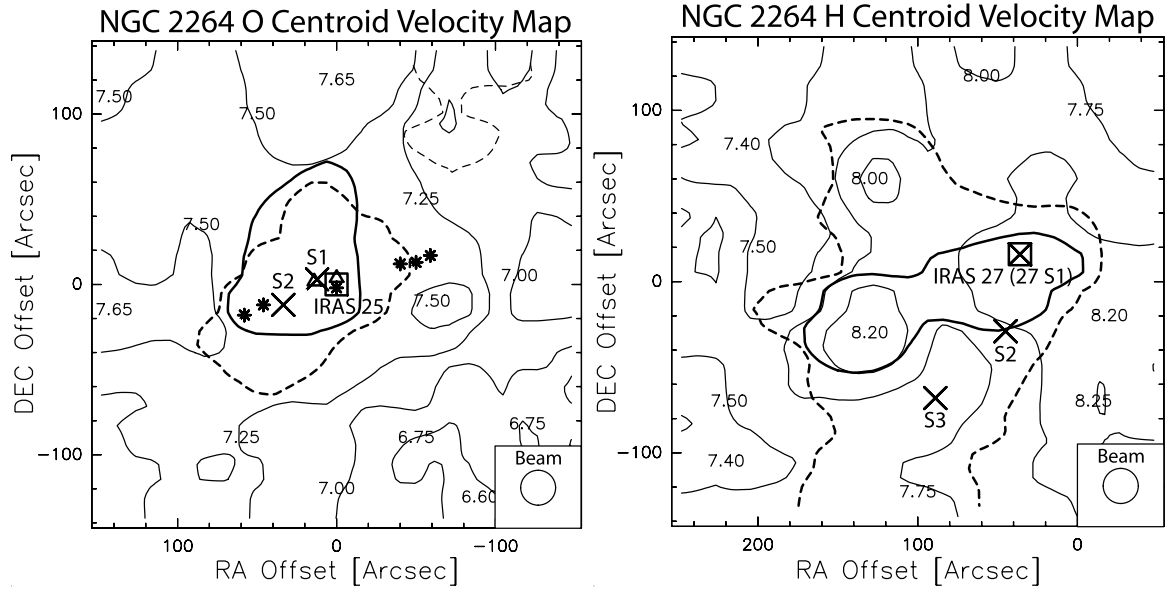 NGC 2264 O Centroid Velocity Map
7.65
7.50
7.50
100
7.25
7.50
S1
S2
0
IRAS 25
7.00
7.50
7.65
6.75
7.25
6.75
-100
Beam
7.00
6.60
100
0
-100
RA Offset [Arcsec]
DEC Offset [Arcsec]
NGC 2264 H Centroid Velocity Map
8.00
100
7.75
7.40
8.00
7.50
0
IRAS 27 (27 S1)
8.20
8.20
S2
7.50
8.25
S3
-100
7.40
Beam
7.75
200
100
0
RA Offset [Arcsec]
DEC Offset [Arcsec]